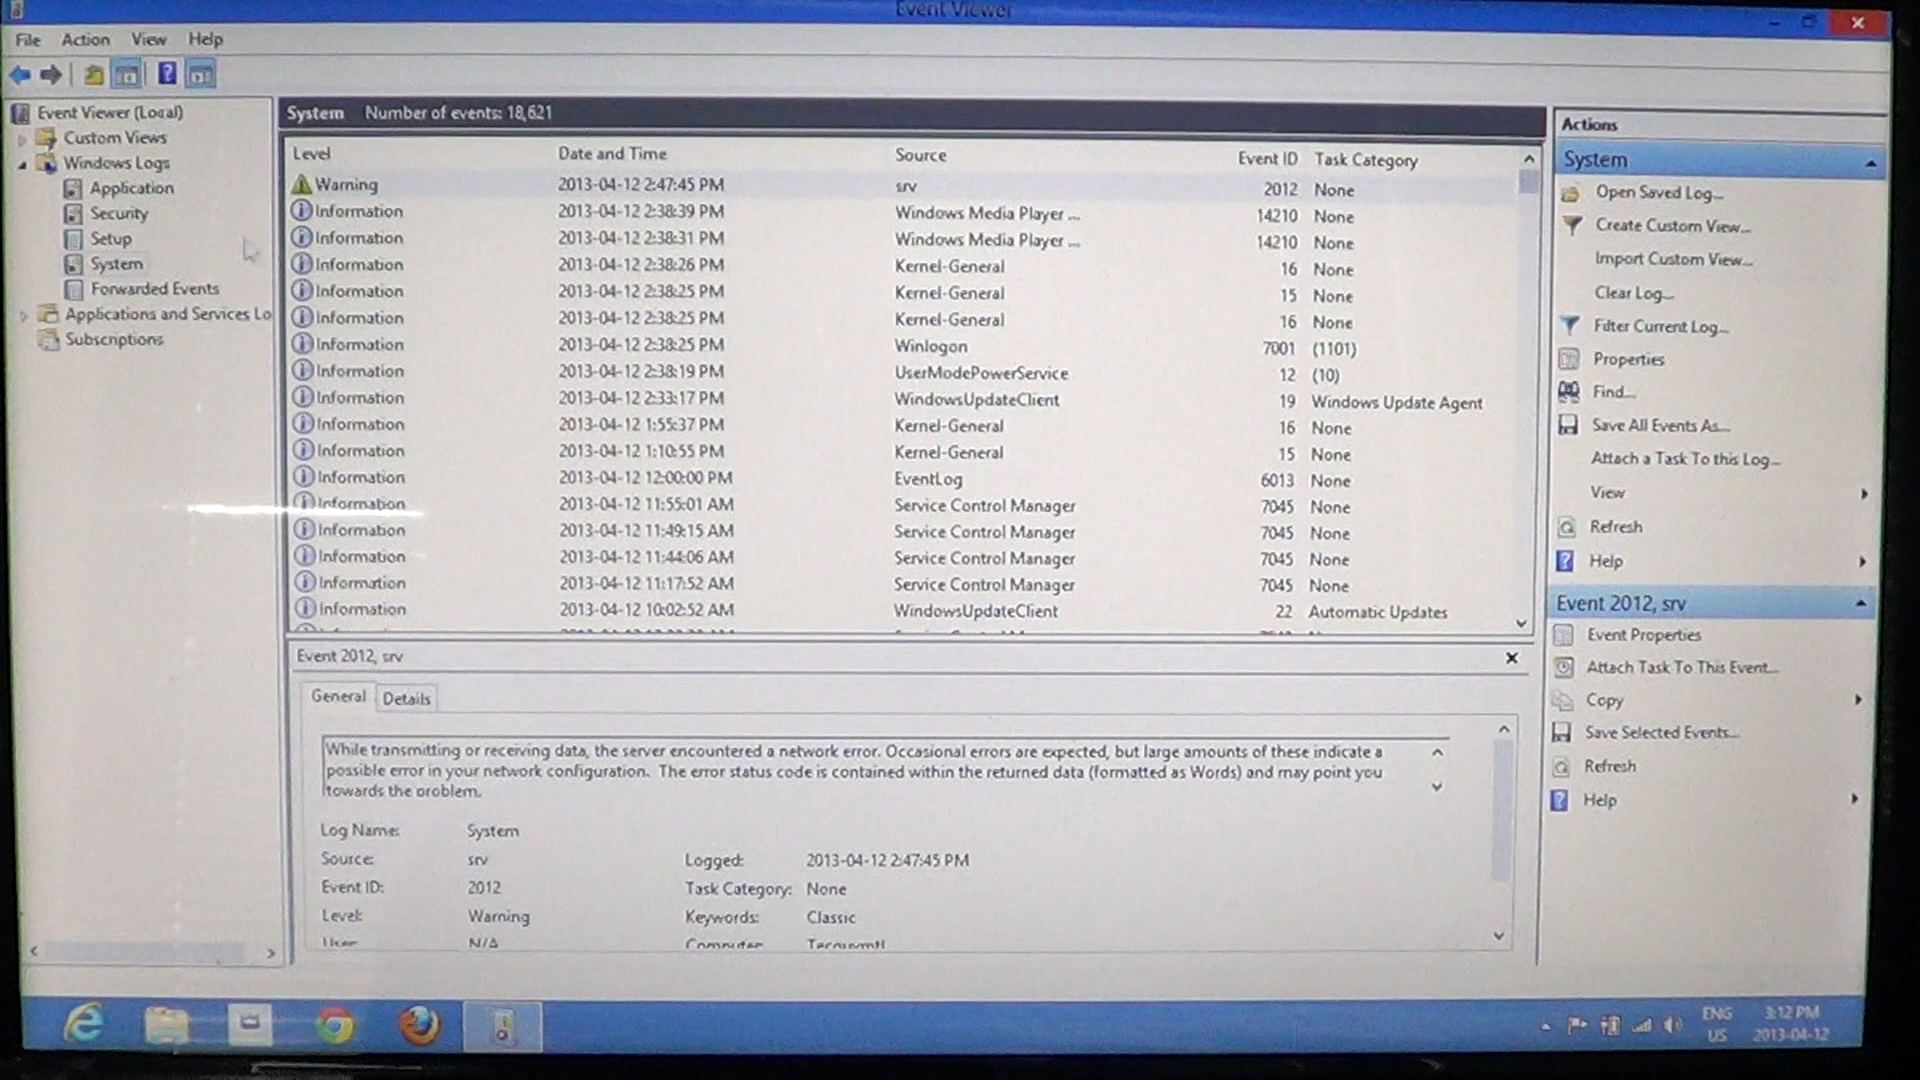 Event Viewer
File Action View Help
Event Viewer (Local)
Custom Views
Windows Logs
Application
Security
Setup
System
Forwarded Events
Applications and Services Lo
Subscriptions
System Number of events: 18,621
Level Date and Time Source Event ID Task Category
Warning 2013-04-12 2:47:45 PM srv 2012 None
Information 2013-04-12 2:38:39 PM Windows Media Player ... 14210 None
Information 2013-04-12 2:38:31 PM Windows Media Player ... 14210 None
Information 2013-04-12 2:38:26 PM Kernel-General 16 None
Information 2013-04-12 2:38:25 PM Kernel-General 15 None
Information 2013-04-12 2:38:25 PM Kernel-General 16 None
Information 2013-04-12 2:38:25 PM Winlogon 7001 (1101)
Information 2013-04-12 2:38:19 PM UserModePowerService 12 (10)
Information 2013-04-12 2:33:17 PM WindowsUpdateClient 19 Windows Update Agent
Information 2013-04-12 1:55:37 PM Kernel-General 16 None
Information 2013-04-12 1:10:55 PM Kernel-General 15 None
Information 2013-04-12 12:00:00 PM EventLog 6013 None
Information 2013-04-12 11:55:01 AM Service Control Manager 7045 None
Information 2013-04-12 11:49:15 AM Service Control Manager 7045 None
Information 2013-04-12 11:44:06 AM Service Control Manager 7045 None
Information 2013-04-12 11:17:52 AM Service Control Manager 7045 None
Information 2013-04-12 10:02:52 AM WindowsUpdateClient 22 Automatic Updates
Event 2012, srv
General Details
While transmitting or receiving data, the server encountered a network error. Occasional errors are expected, but large amounts of these indicate a
possible error in your network configuration. The error status code is contained within the returned data (formatted as Words) and may point you
towards the problem.
Log Name: System
Source: srv Logged: 2013-04-12 2:47:45 PM
Event ID: 2012 Task Category: None
Level: Warning Keywords: Classic
User N/A Computer
Actions
System
Open Saved Log...
Create Custom View...
Import Custom View...
Clear Log...
Filter Current Log...
Properties
Find...
Save All Events As...
Attach a Task To this Log...
View
Refresh
Help
Event 2012, srv
Event Properties
Attach Task To This Event...
Copy
Save Selected Events...
Refresh
Help
ENG
US
3:12 PM
2013-04-12